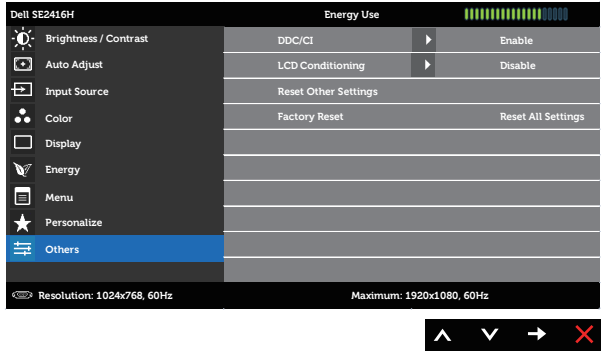 Dell SE2416H Energy Use
Brightness / Contrast DDC/CI Enable
Auto Adjust LCD Conditioning Disable
Input Source Reset Other Settings
Color Factory Reset Reset All Settings
Display
Energy
Menu
Personalize
Others
Resolution: 1024x768, 60Hz Maximum: 1920x1080, 60Hz